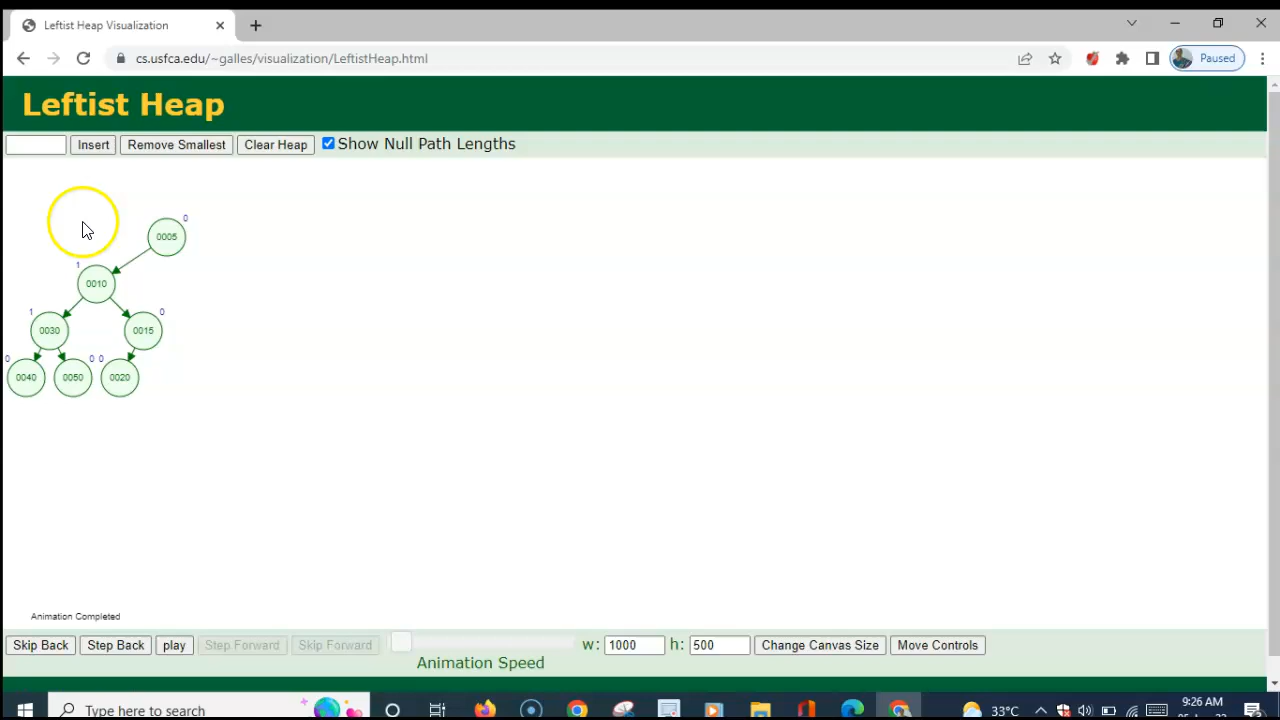 Leftist Heap Visualization
cs.usfca.edu/~galles/visualization/LeftistHeap.html
Paused
Leftist Heap
Insert Remove Smallest Clear Heap Show Null Path Lengths
0
0005
1
0010
1 0
0030 0015
0 0 0
0040 0050 0020
Animation Completed
Skip Back Step Back play Step Forward Skip Forward w: 1000 h: 500 Change Canvas Size Move Controls
Animation Speed
Type here to search 33°C 9:26 AM